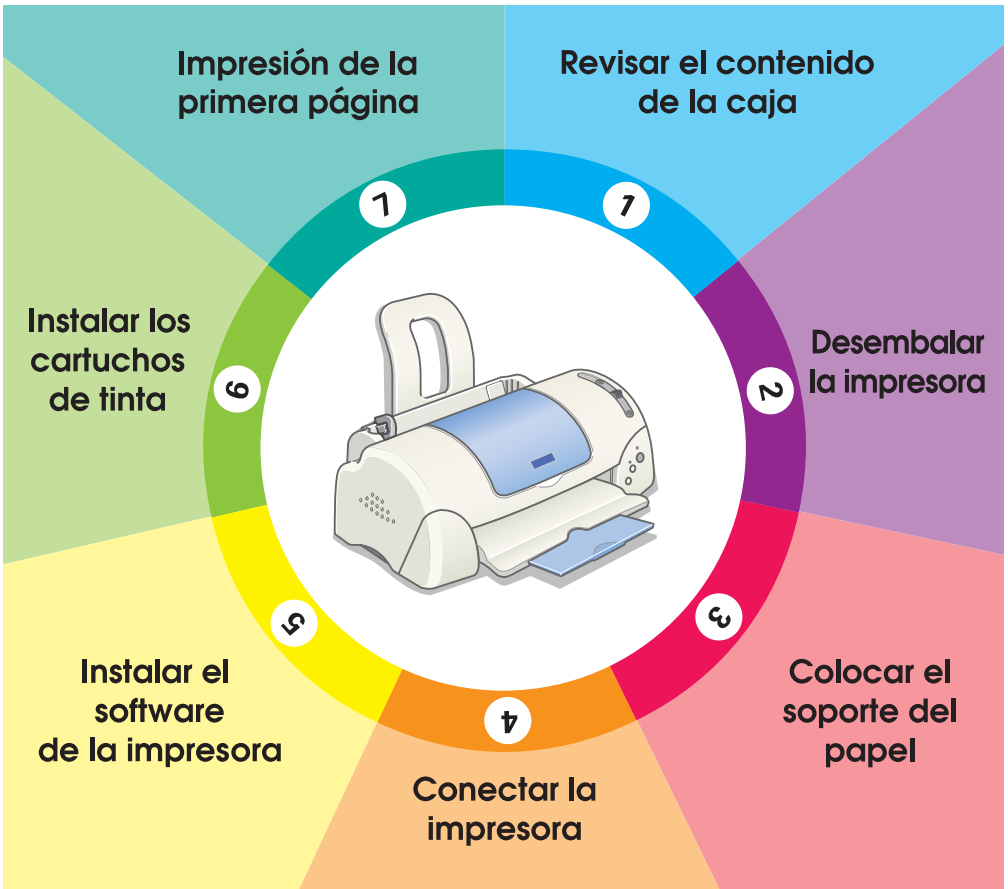 1
Revisar el contenido
de la caja
2
Desembalar
la impresora
3
Colocar el
soporte del
papel
4
Conectar la
impresora
5
Instalar el
software
de la impresora
6
Instalar los
cartuchos
de tinta
7
Impresión de la
primera página